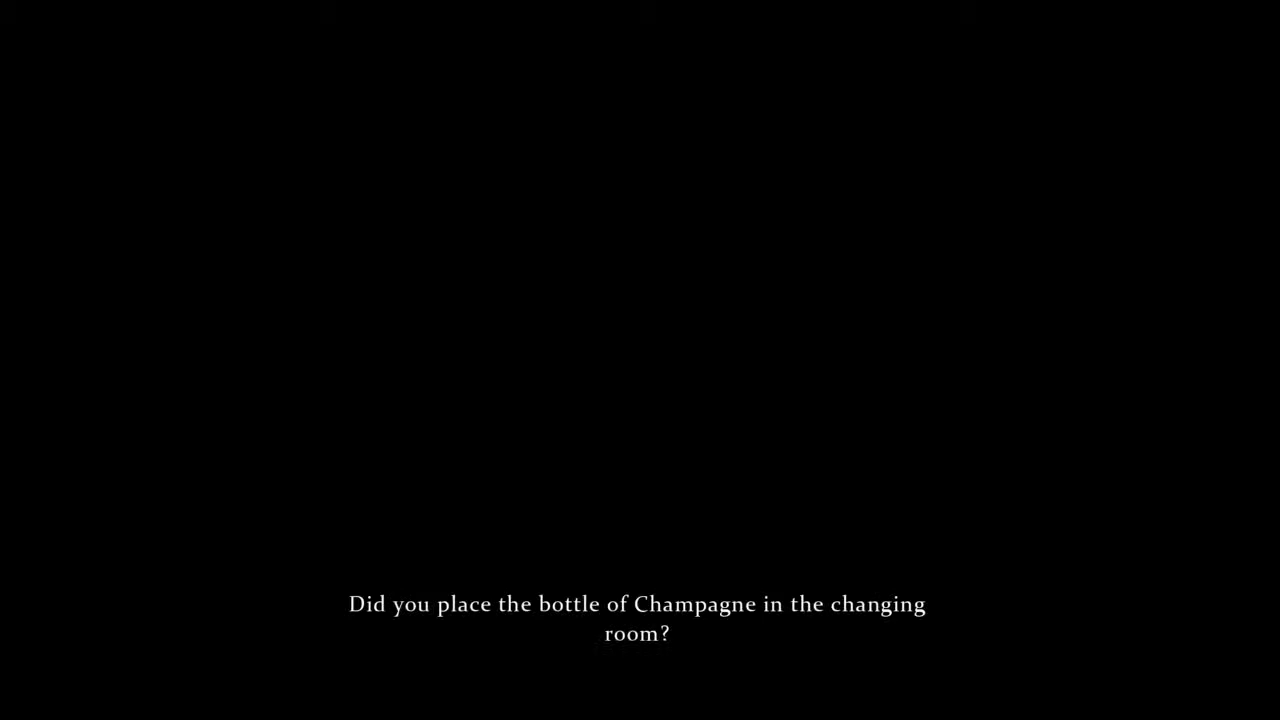 Did you place the bottle of Champagne in the changing
room?